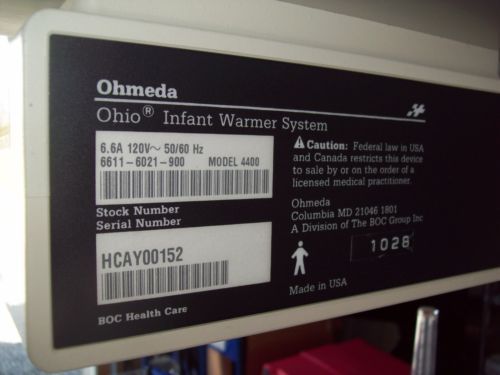 Ohmeda
Ohio® Infant Warmer System
6.6A 120V~ 50/60 Hz
6611-6021-900 MODEL 4400
Stock Number
Serial Number
HCAY00152
BOC Health Care
Caution: Federal law in USA
and Canada restricts this device
to sale by or on the order of a
licensed medical practitioner.
Ohmeda
Columbia MD 21046 1801
A Division of The BOC Group Inc
1028
Made in USA